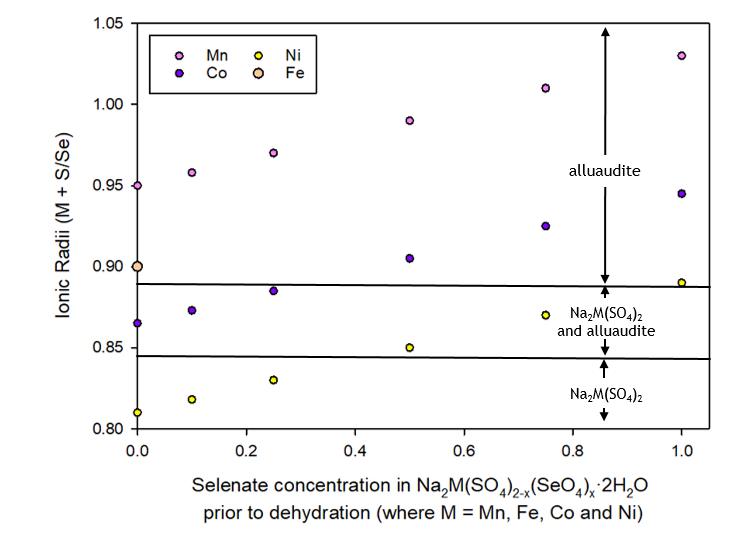 1.05
1.00
0.95
0.90
0.85
0.80
Ionic Radii (M + S/Se)
Mn
Ni
Co
Fe
alluaudite
Na₂M(SO₄)₂
and alluaudite
Na₂M(SO₄)₂
0.0 0.2 0.4 0.6 0.8 1.0
Selenate concentration in Na₂M(SO₄)₂₋ₓ(SeO₄)ₓ·2H₂O
prior to dehydration (where M = Mn, Fe, Co and Ni)